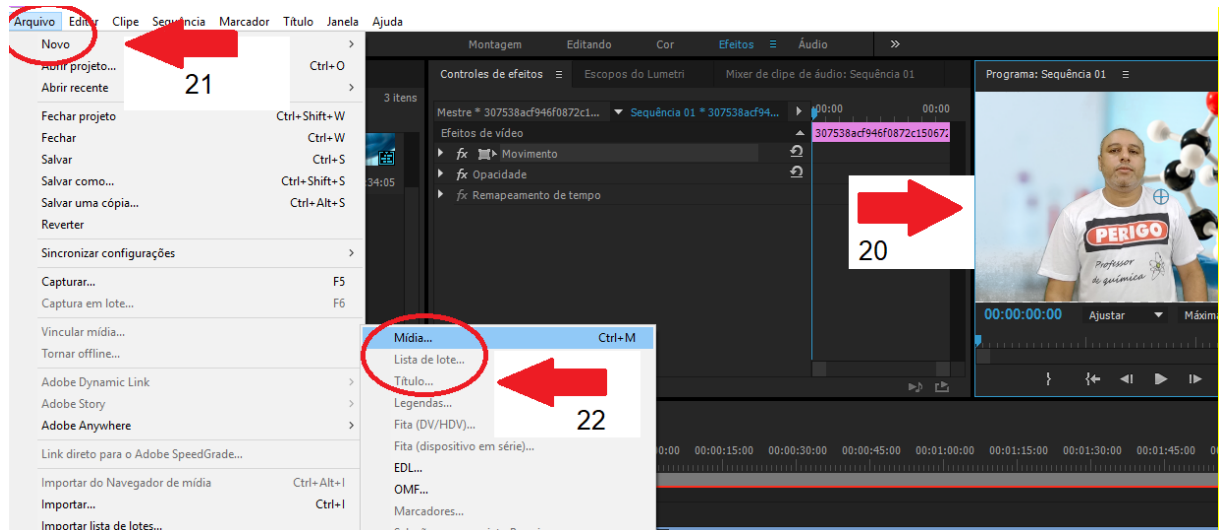 Arquivo Editar Clipe Sequência Marcador Título Janela Ajuda
Novo
Abrir projeto... Ctrl+O
Abrir recente
21
Fechar projeto Ctrl+Shift+W
Fechar Ctrl+W
Salvar Ctrl+S
Salvar como... Ctrl+Shift+S
Salvar uma cópia... Ctrl+Alt+S
Reverter
Sincronizar configurações
Capturar... F5
Captura em lote... F6
Vincular mídia...
Tornar offline...
Adobe Dynamic Link
Adobe Story
Adobe Anywhere
Link direto para o Adobe SpeedGrade...
Importar do Navegador de mídia Ctrl+Alt+I
Importar... Ctrl+I
Importar lista de lotes...
Mídia... Ctrl+M
Lista de lote...
Título...
22
Legendas...
Fita (DV/HDV)...
Fita (dispositivo em série)...
EDL...
OMF...
Marcadores...
Montagem Editando Cor Efeitos Áudio »
3 itens
34:05
Controles de efeitos Escopos do Lumetri Mixer de clipe de áudio: Sequência 01
Mestre * 307538acf946f0872c1... Sequência 01 * 307538acf94... 00:00 00:00
Efeitos de vídeo 307538acf946f0872c150672
fx Movimento
fx Opacidade
fx Remapeamento de tempo
20
Programa: Sequência 01
PERIGO
Professor
de química
00:00:00:00 Ajustar Máxima
0:00 00:00:15:00 00:00:30:00 00:00:45:00 00:01:00:00 00:01:15:00 00:01:30:00 00:01:45:00